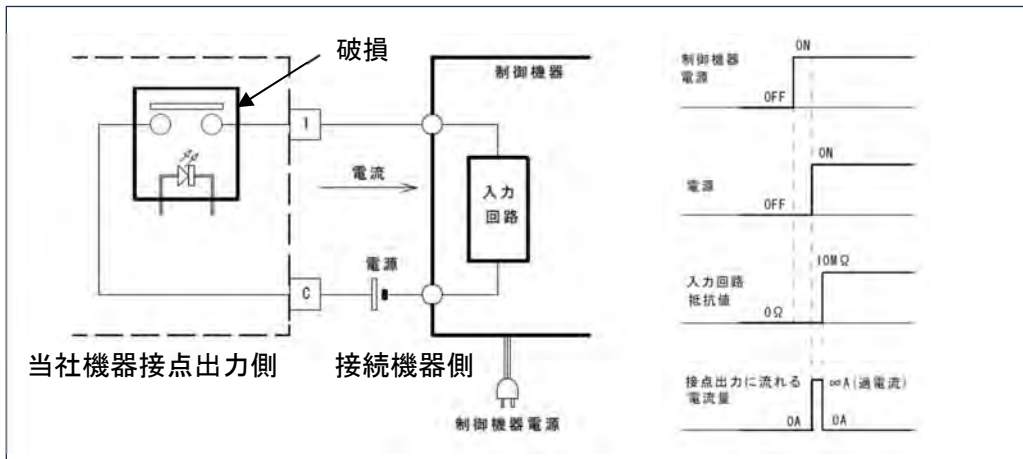 破損
制御機器
1
電流
入力
回路
電源
C
当社機器接点出力側
接続機器側
制御機器電源
制御機器
電源
ON
OFF
電源
ON
OFF
入力回路
抵抗値
10MΩ
0Ω
接点出力に流れる
電流量
∞A(過電流)
0A
0A